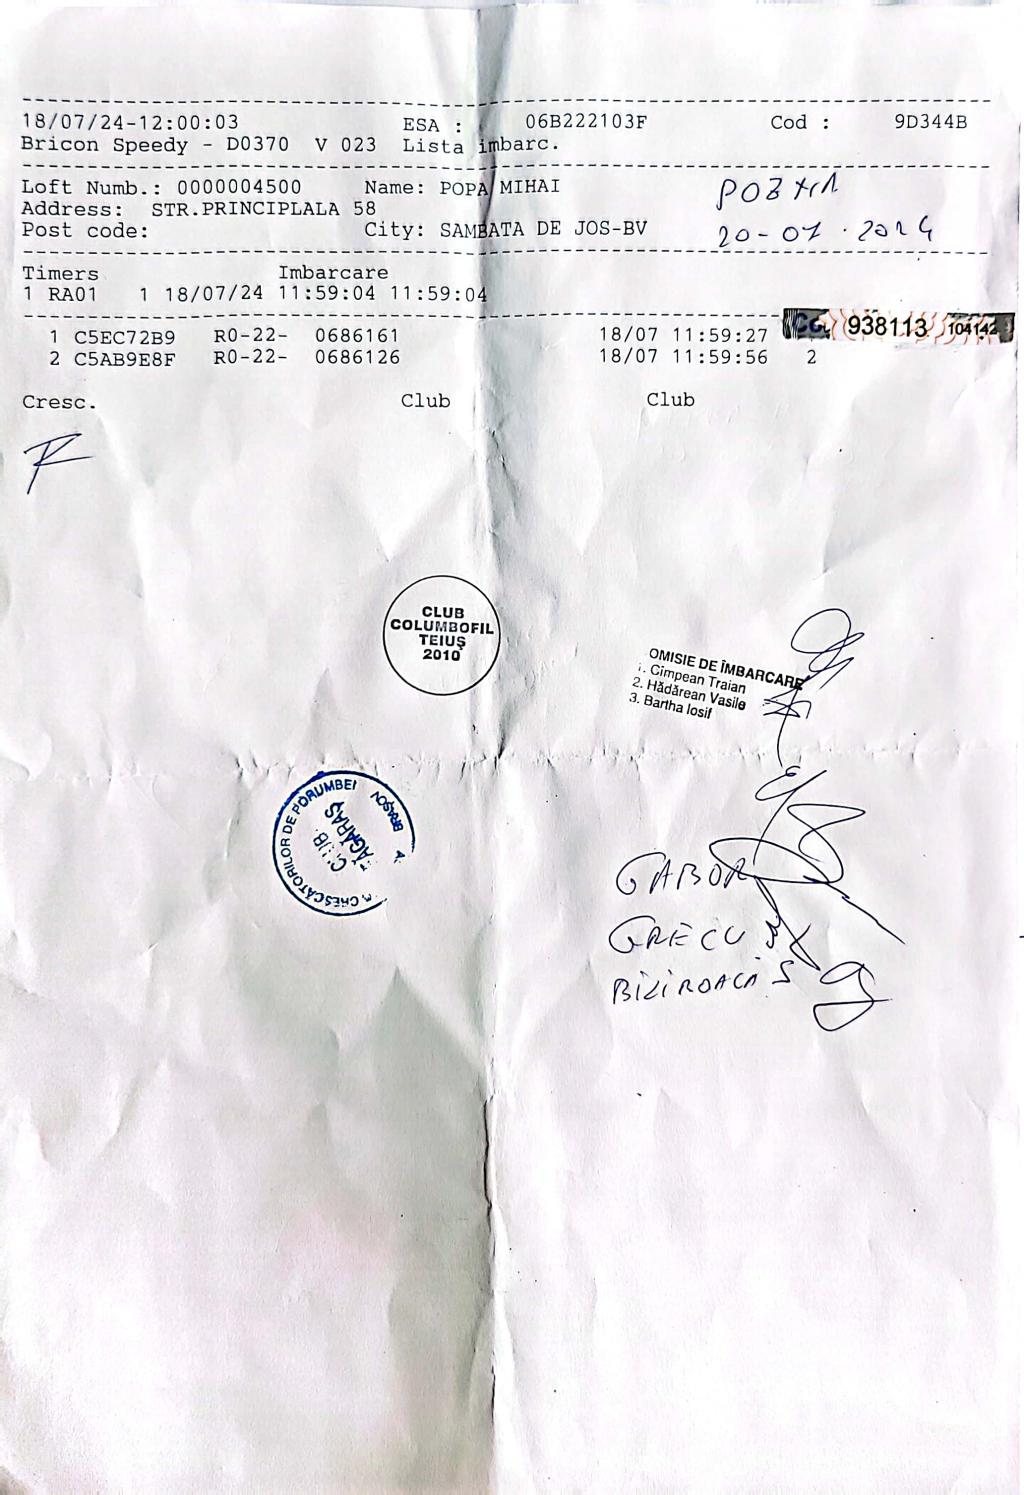 18/07/24-12:00:03 ESA : 06B222103F Cod : 9D344B
Bricon Speedy - D0370 V 023 Lista imbarc.
Loft Numb.: 0000004500 Name: POPA MIHAI
Address: STR.PRINCIPLALA 58
Post code: City: SAMBATA DE JOS-BV
20-07.2024
Timers Imbarcare
1 RA01 1 18/07/24 11:59:04 11:59:04
1 C5EC72B9 RO-22- 0686161 18/07 11:59:27
938113 104142
2 C5AB9E8F RO-22- 0686126 18/07 11:59:56 2
Cresc. Club Club
CLUB
COLUMBOFIL
TEIUŞ
2010
OMISIE DE ÎMBARCARE
1. Cimpean Traian
2. Hădărean Vasile
3. Bartha Iosif
CRESCĂTORILOR DE PORUMBEI
BRAŞOV
CLUB
FĂGĂRAŞ
GABOR
GRECU
BIZIROACĂ S